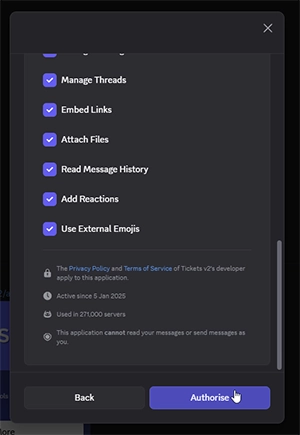 Manage Threads
Embed Links
Attach Files
Read Message History
Add Reactions
Use External Emojis
The Privacy Policy and Terms of Service of Tickets v2's developer
apply to this application.
Active since 5 Jan 2025
Used in 271,000 servers
This application cannot read your messages or send messages as
you.
Back
Authorise